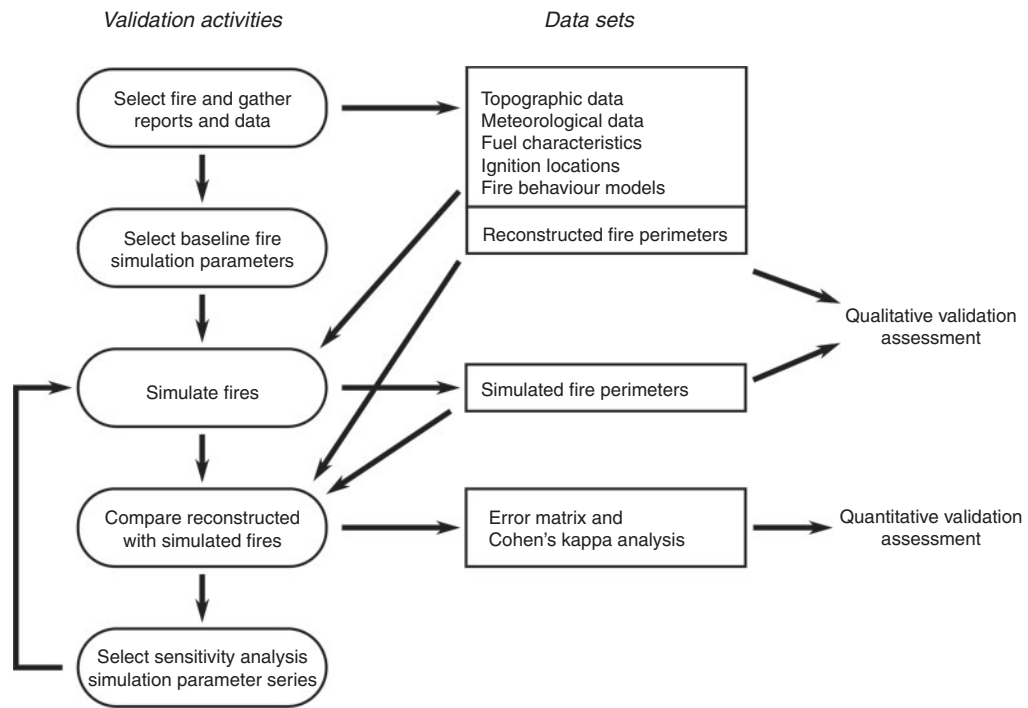 Validation activities
Data sets
Select fire and gather
reports and data
Topographic data
Meteorological data
Fuel characteristics
Ignition locations
Fire behaviour models
Reconstructed fire perimeters
Select baseline fire
simulation parameters
Qualitative validation
assessment
Simulate fires
Simulated fire perimeters
Compare reconstructed
with simulated fires
Error matrix and
Cohen's kappa analysis
Quantitative validation
assessment
Select sensitivity analysis
simulation parameter series